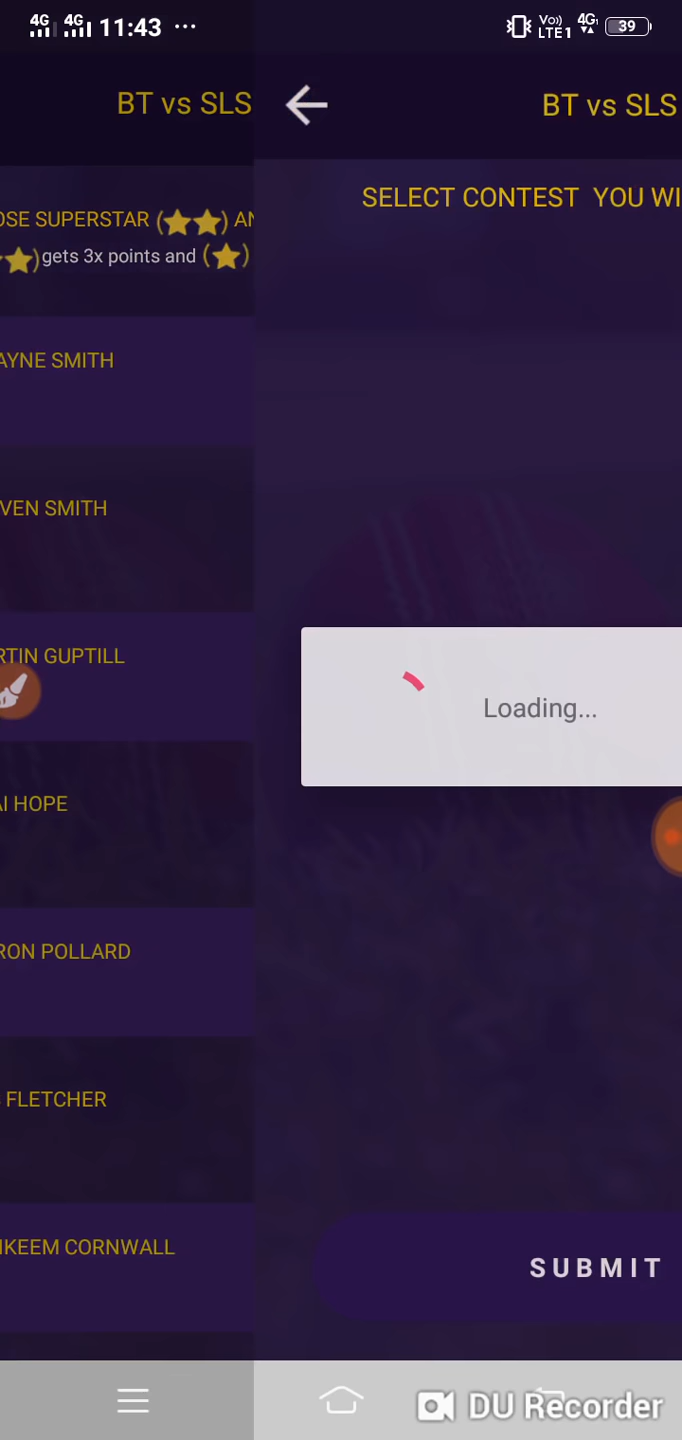 4G 4G 11:43 ...
Vo)) LTE1 4G 39
BT vs SLS
BT vs SLS
OSE SUPERSTAR (★★) AN
★) gets 3x points and (★)
SELECT CONTEST YOU WI
AYNE SMITH
VEN SMITH
RTIN GUPTILL
Loading...
AI HOPE
RON POLLARD
FLETCHER
KEEM CORNWALL
SUBMIT
DU Recorder